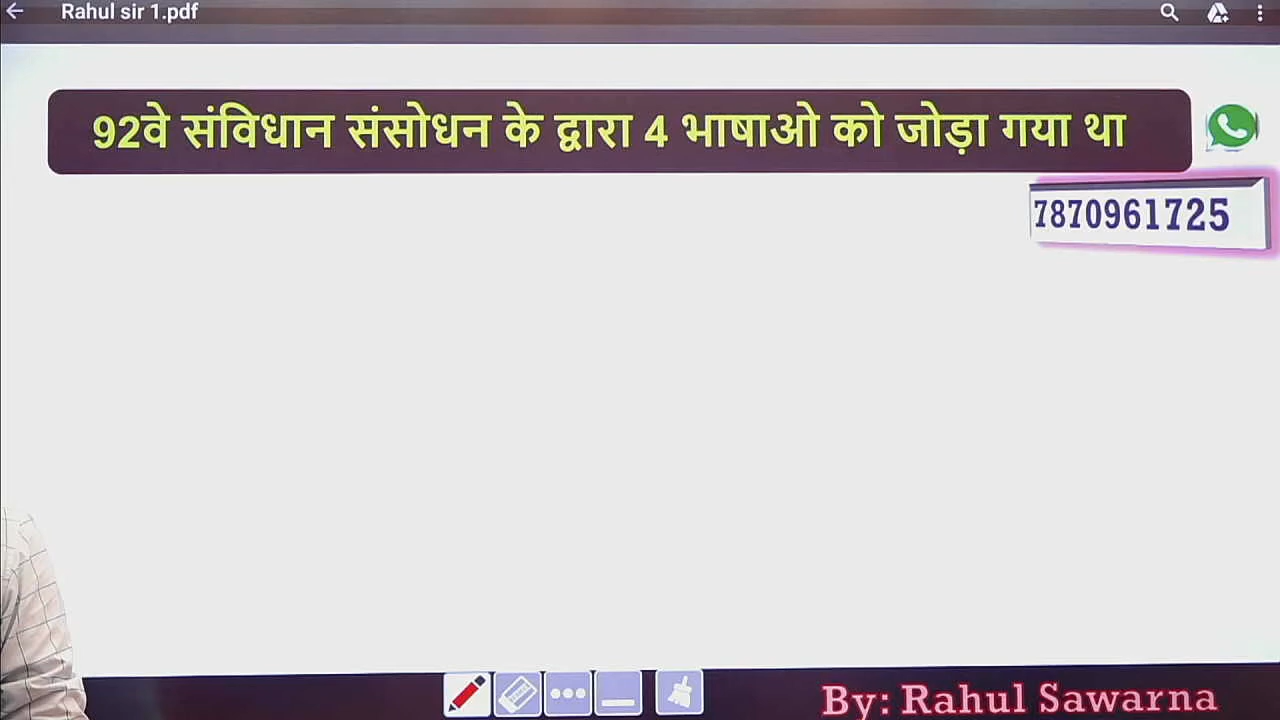 Rahul sir 1.pdf
92वे संविधान संसोधन के द्वारा 4 भाषाओ को जोड़ा गया था
7870961725
By: Rahul Sawarna